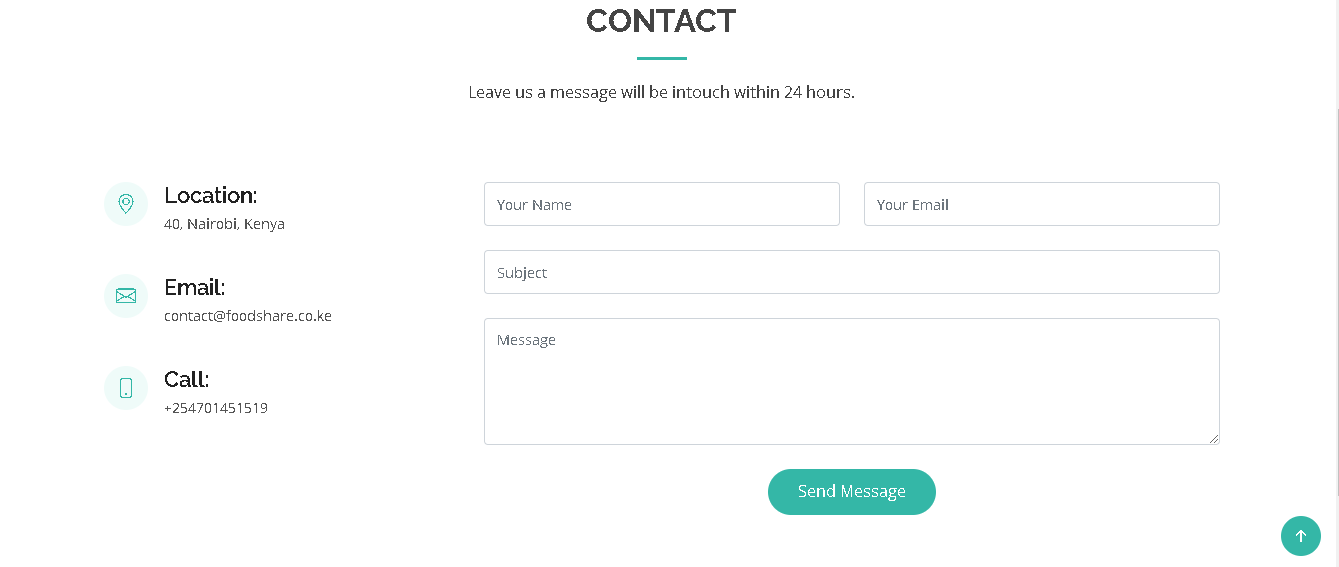 CONTACT
Leave us a message will be intouch within 24 hours.
Location:
40, Nairobi, Kenya
Email:
contact@foodshare.co.ke
Call:
+254701451519
Your Name
Your Email
Subject
Message
Send Message